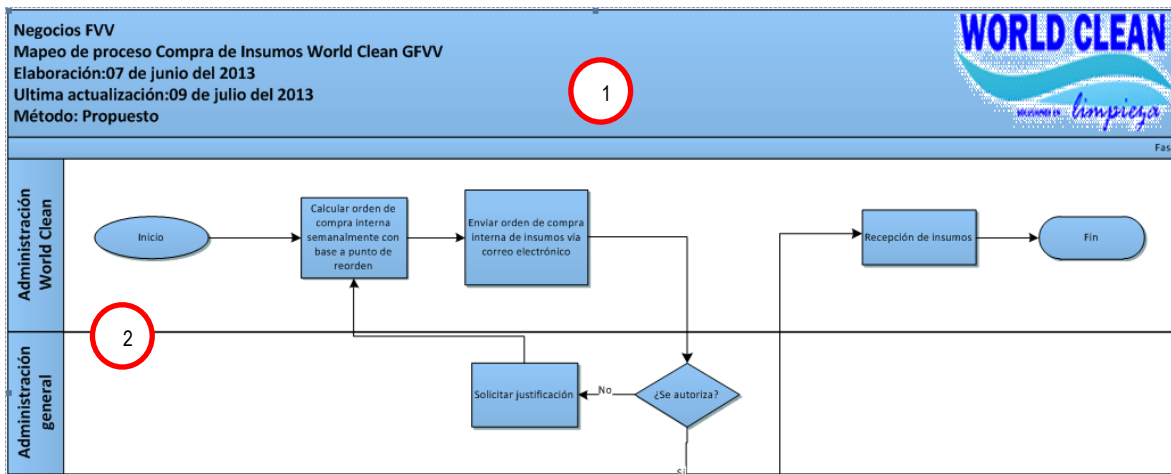 Negocios FVV
Mapeo de proceso Compra de Insumos World Clean GFVV
Elaboración:07 de junio del 2013
Ultima actualización:09 de julio del 2013
Método: Propuesto
1
WORLD CLEAN
limpieza
Fas
Administración
World Clean
Inicio
Calcular orden de
compra interna
semanalmente con
base a punto de
reorden
Enviar orden de compra
interna de insumos vía
correo electrónico
Recepción de insumos
Fin
2
Administración
general
Solicitar justificación
No
¿Se autoriza?
Si